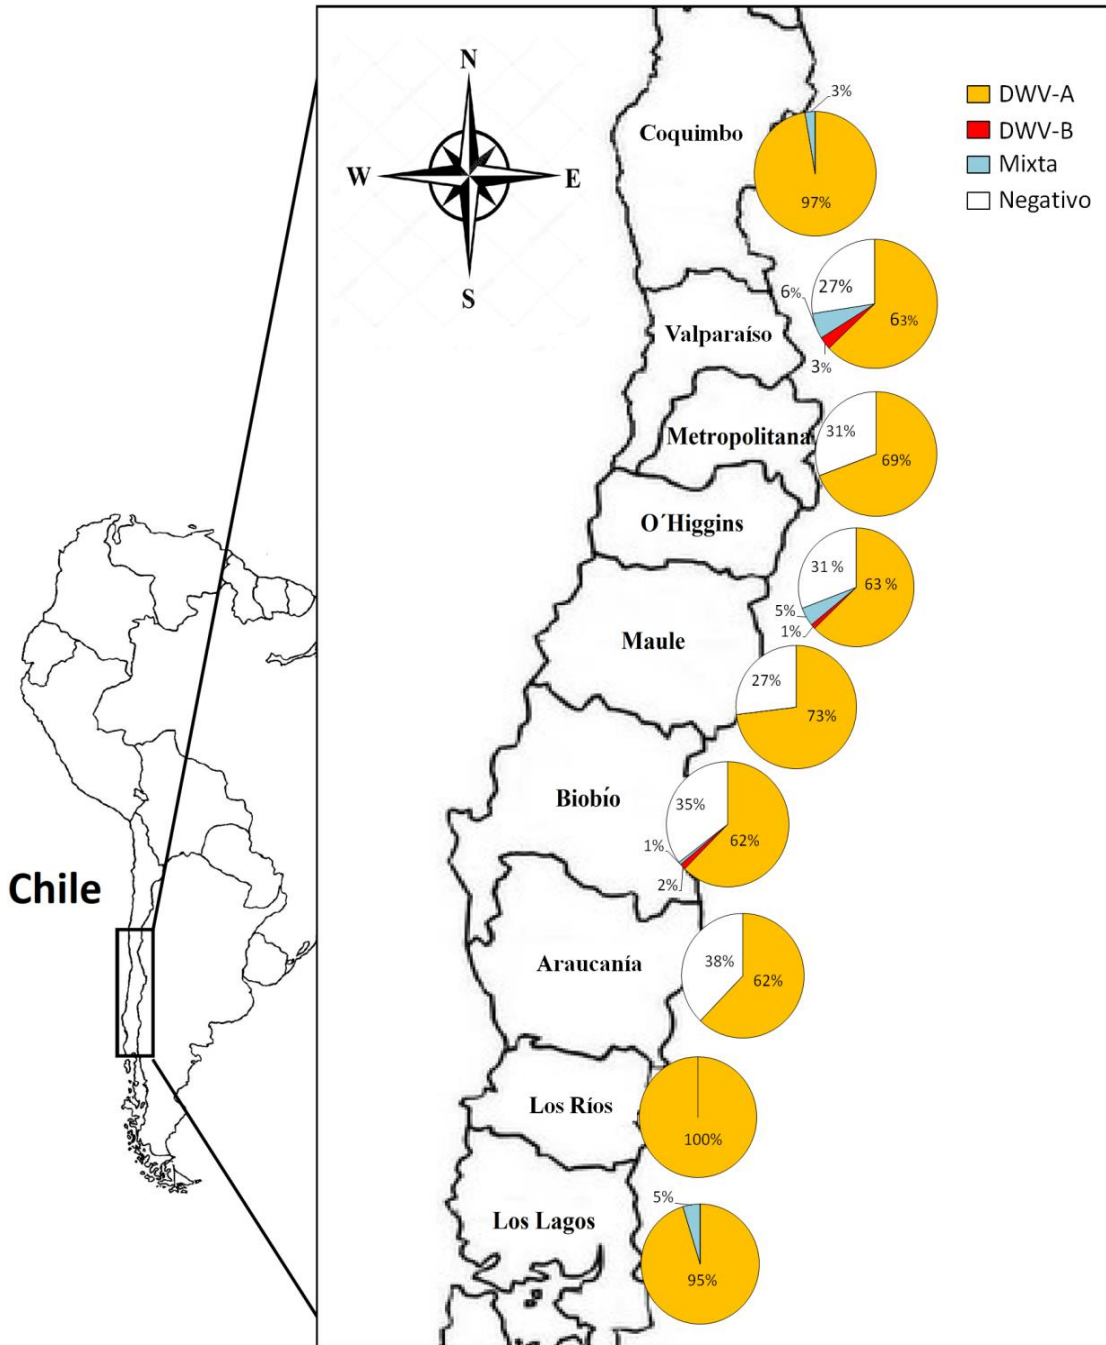 N
W
E
S
DWV-A
DWV-B
Mixta
Negativo
Coquimbo
3%
97%
Valparaíso
27%
6%
63%
3%
Metropolitana
31%
69%
O´Higgins
31 %
63 %
5%
1%
Maule
27%
73%
Biobío
35%
62%
1%
2%
Chile
Araucanía
38%
62%
Los Ríos
100%
Los Lagos
5%
95%